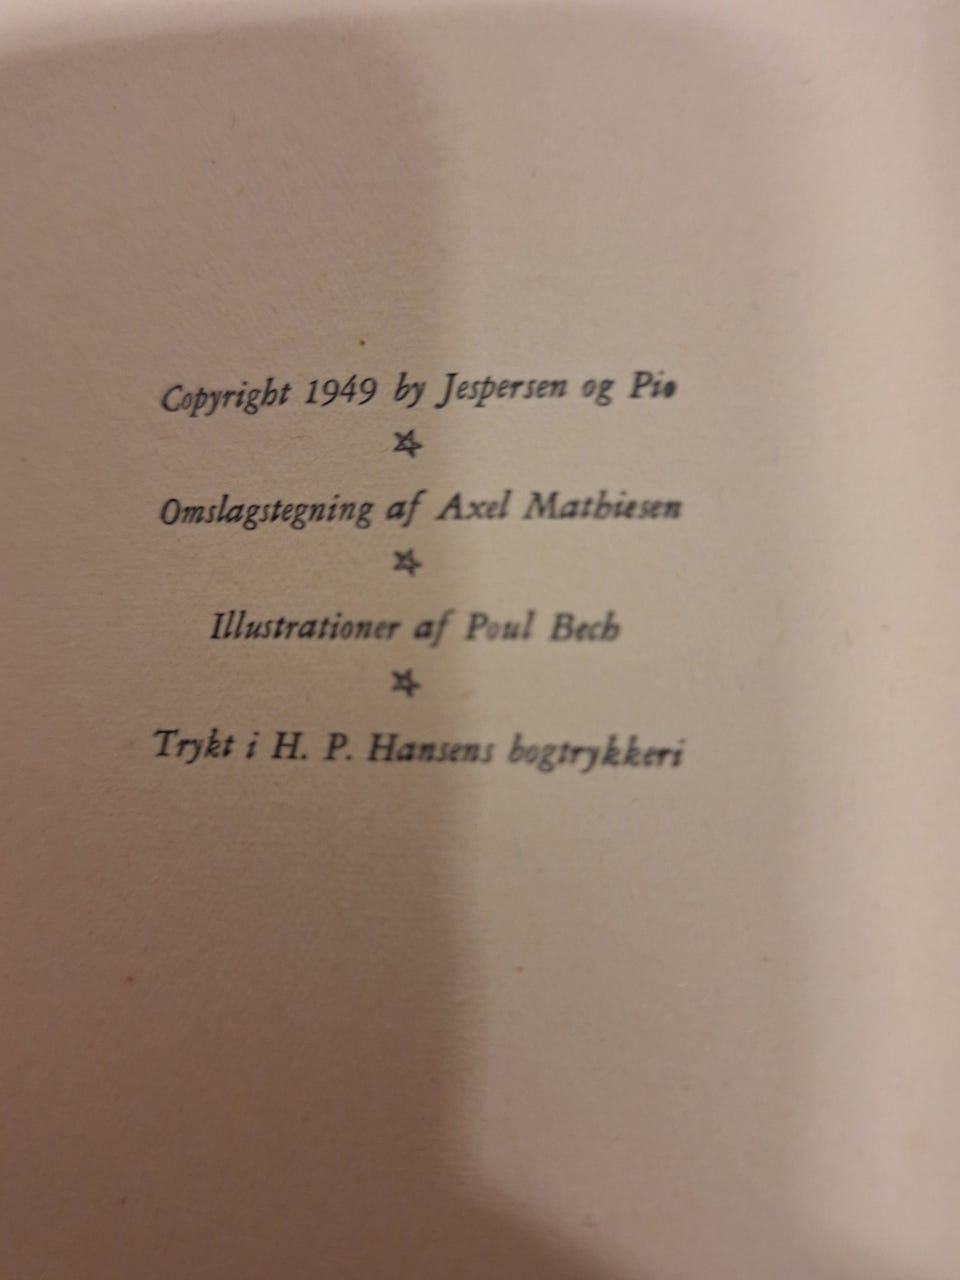 Copyright 1949 by Jespersen og Pio
Omslagstegning af Axel Mathiesen
Illustrationer af Poul Bech
Trykt i H. P. Hansens bogtrykkeri